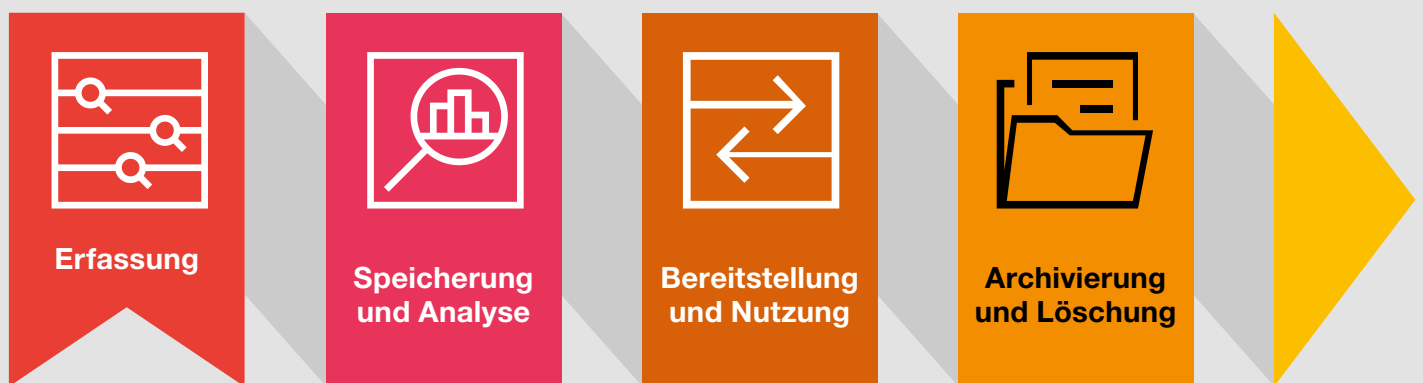 Erfassung
Speicherung
und Analyse
Bereitstellung
und Nutzung
Archivierung
und Löschung